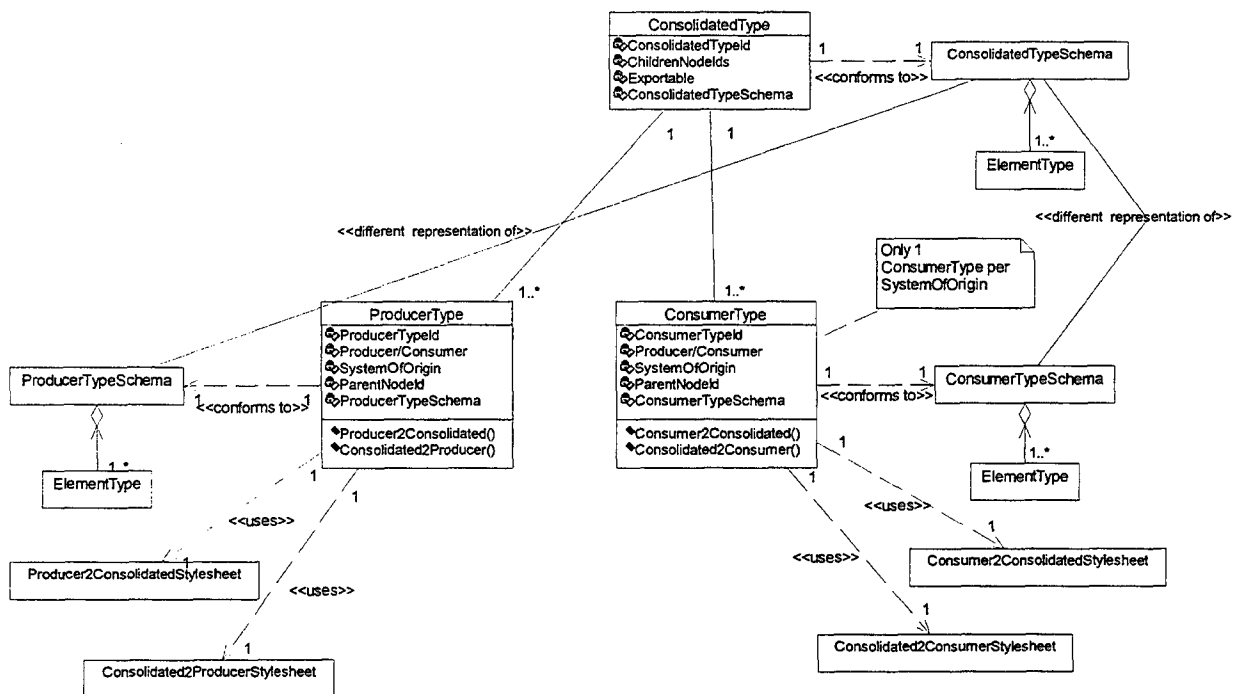 ConsolidatedType
ConsolidatedTypeId
ChildrenNodeIds
Exportable
ConsolidatedTypeSchema
1
1
<<conforms to>>
ConsolidatedTypeSchema
1
1
1..*
ElementType
<<different representation of>>
<<different representation of>>
Only 1
ConsumerType per
SystemOfOrigin
1..*
1..*
ProducerType
ProducerTypeId
Producer/Consumer
SystemOfOrigin
ParentNodeId
ProducerTypeSchema
Producer2Consolidated()
Consolidated2Producer()
ConsumerType
ConsumerTypeId
Producer/Consumer
SystemOfOrigin
ParentNodeId
ConsumerTypeSchema
Consumer2Consolidated()
Consolidated2Consumer()
ProducerTypeSchema
1
1
<<conforms to>>
1
1
<<conforms to>>
ConsumerTypeSchema
1..*
ElementType
1..*
ElementType
1
1
1
1
<<uses>>
<<uses>>
<<uses>>
<<uses>>
1
1
1
1
Producer2ConsolidatedStylesheet
Consumer2ConsolidatedStylesheet
Consolidated2ProducerStylesheet
Consolidated2ConsumerStylesheet